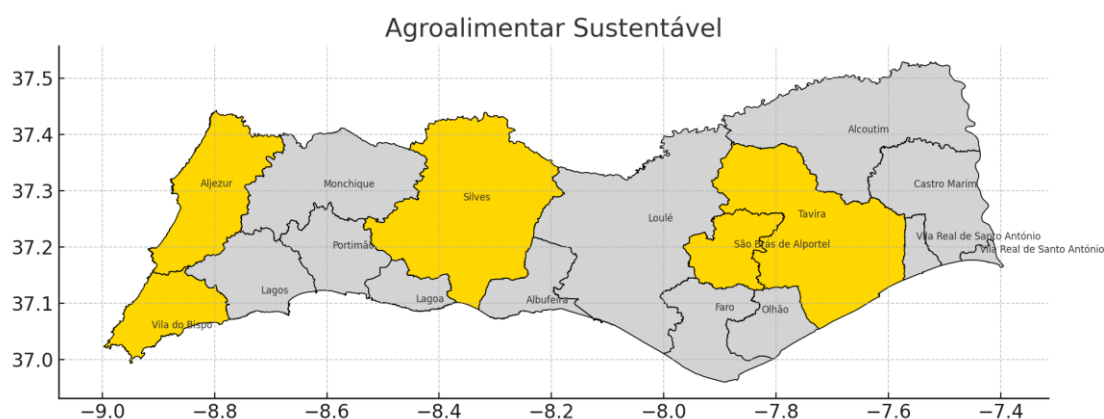 Agroalimentar Sustentável
37.5
37.4
37.3
37.2
37.1
37.0
Alcoutim
Aljezur
Monchique
Castro Marim
Silves
Tavira
Loulé
Vila Real de Santo António
Portimão
São Brás de Alportel
Vila Real de Santo António
Lagos
Lagoa
Albufeira
Faro
Olhão
Vila do Bispo
−9.0
−8.8
−8.6
−8.4
−8.2
−8.0
−7.8
−7.6
−7.4